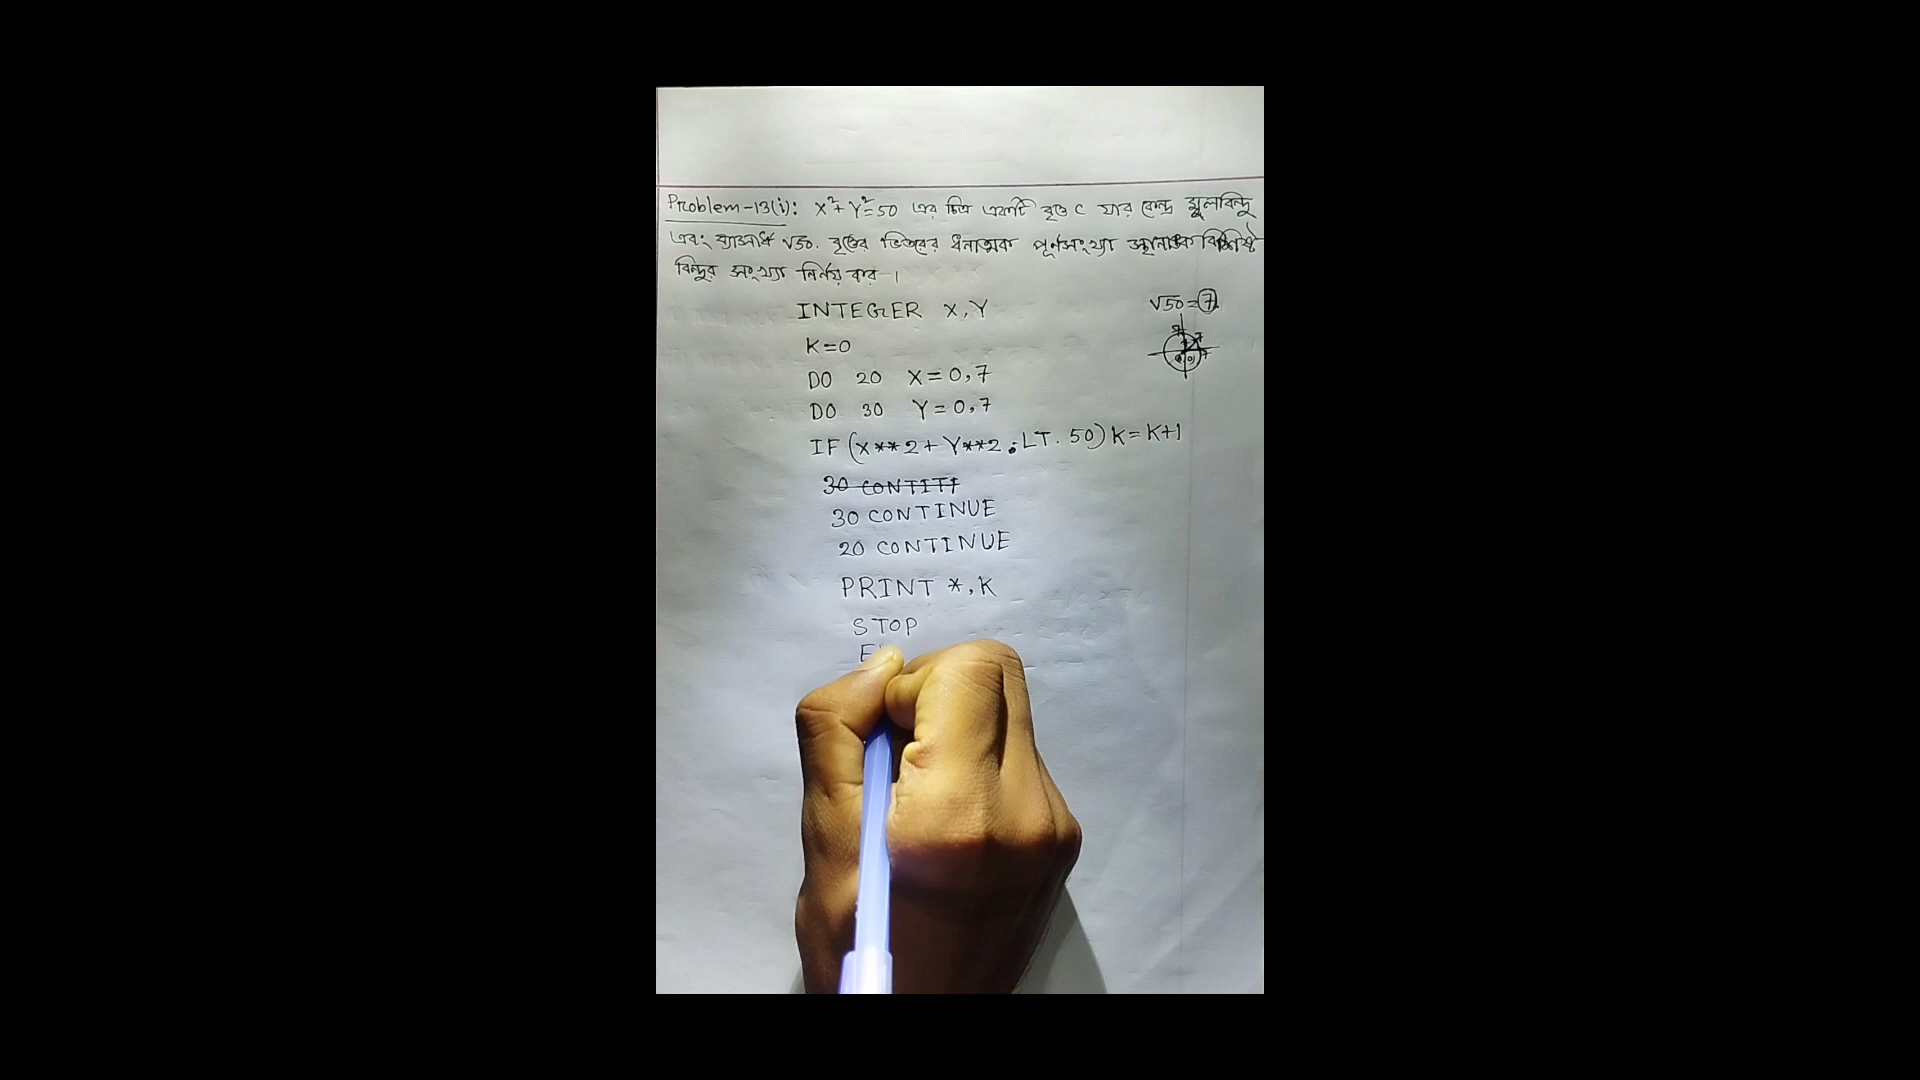 Problem-13(i): X²+Y²=50 এর চিত্র একটি বৃত্ত C যার কেন্দ্র মূলবিন্দু
এবং ব্যাসার্ধ √50. বৃত্তের ভিতরের ধনাত্মক পূর্ণসংখ্যা স্থানাঙ্ক বিশিষ্ট
বিন্দুর সংখ্যা নির্ণয় কর ।
INTEGER X,Y
√50=7
K=0
DO 20 X=0,7
DO 30 Y=0,7
IF (X**2+Y**2.LT.50)K=K+1
30 CONTITI
30 CONTINUE
20 CONTINUE
PRINT *,K
STOP